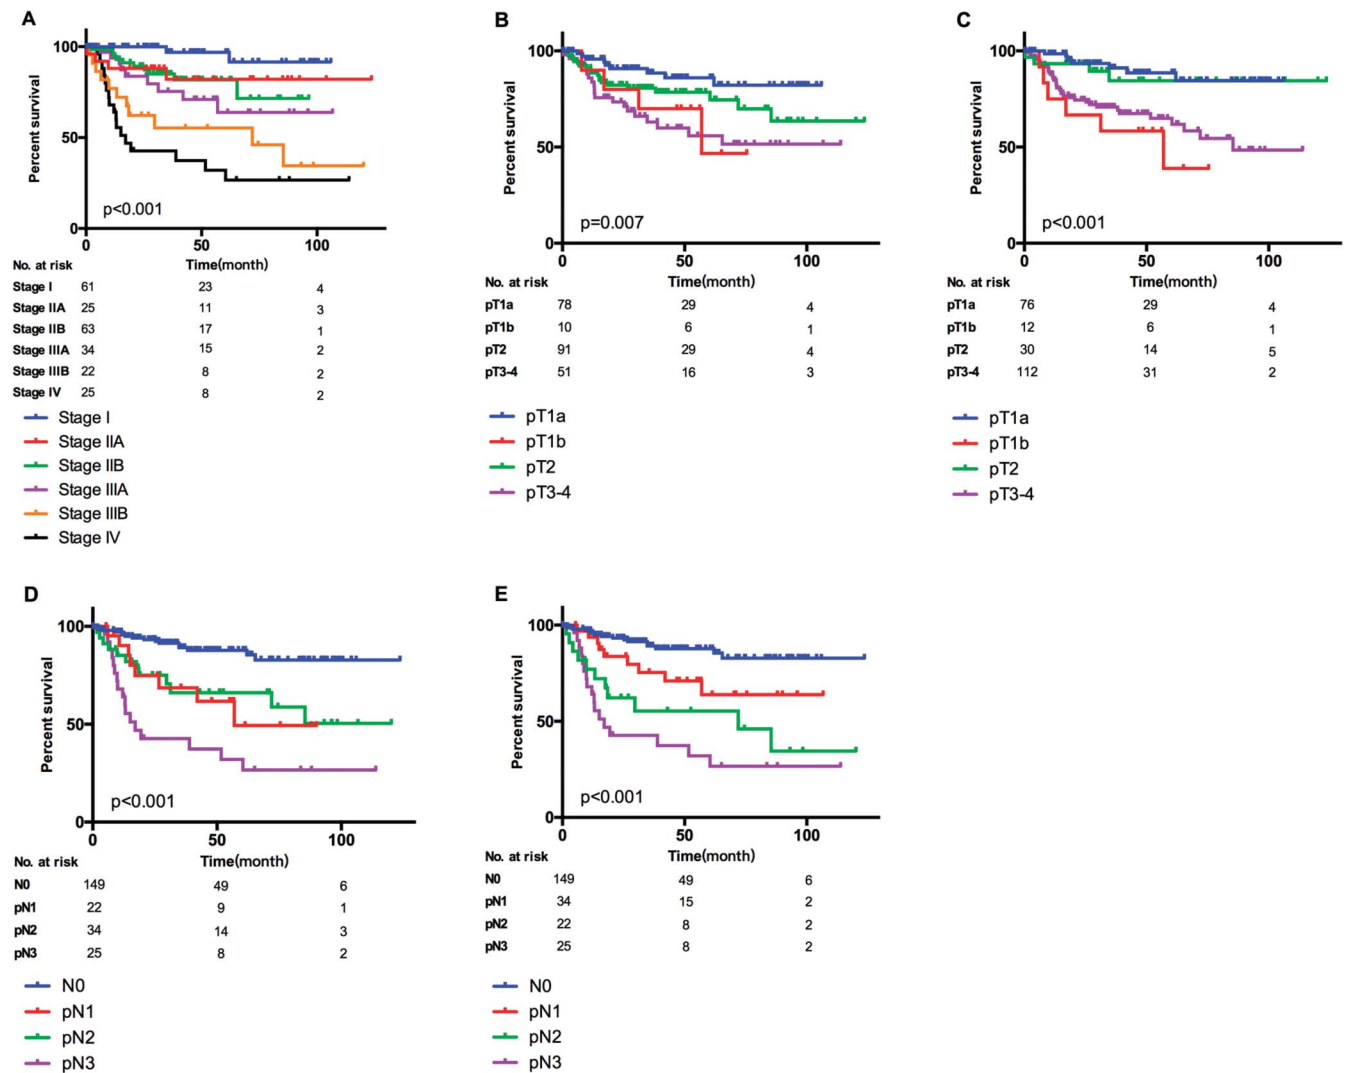 A
Percent survival
100
50
0
p<0.001
0 50 100
No. at risk Time(month)
Stage I 61 23 4
Stage IIA 25 11 3
Stage IIB 63 17 1
Stage IIIA 34 15 2
Stage IIIB 22 8 2
Stage IV 25 8 2
Stage I
Stage IIA
Stage IIB
Stage IIIA
Stage IIIB
Stage IV
B
Percent survival
100
50
0
p=0.007
0 50 100
No. at risk Time(month)
pT1a 78 29 4
pT1b 10 6 1
pT2 91 29 4
pT3-4 51 16 3
pT1a
pT1b
pT2
pT3-4
C
Percent survival
100
50
0
p<0.001
0 50 100
No. at risk Time(month)
pT1a 76 29 4
pT1b 12 6 1
pT2 30 14 5
pT3-4 112 31 2
pT1a
pT1b
pT2
pT3-4
D
Percent survival
100
50
0
p<0.001
0 50 100
No. at risk Time(month)
N0 149 49 6
pN1 22 9 1
pN2 34 14 3
pN3 25 8 2
N0
pN1
pN2
pN3
E
Percent survival
100
50
0
p<0.001
0 50 100
No. at risk Time(month)
N0 149 49 6
pN1 34 15 2
pN2 22 8 2
pN3 25 8 2
N0
pN1
pN2
pN3